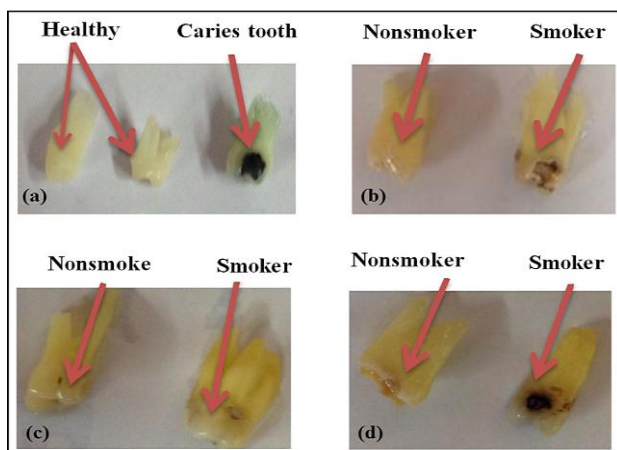 Healthy Caries tooth
(a)
Nonsmoker Smoker
(b)
Nonsmoke Smoker
(c)
Nonsmoker Smoker
(d)